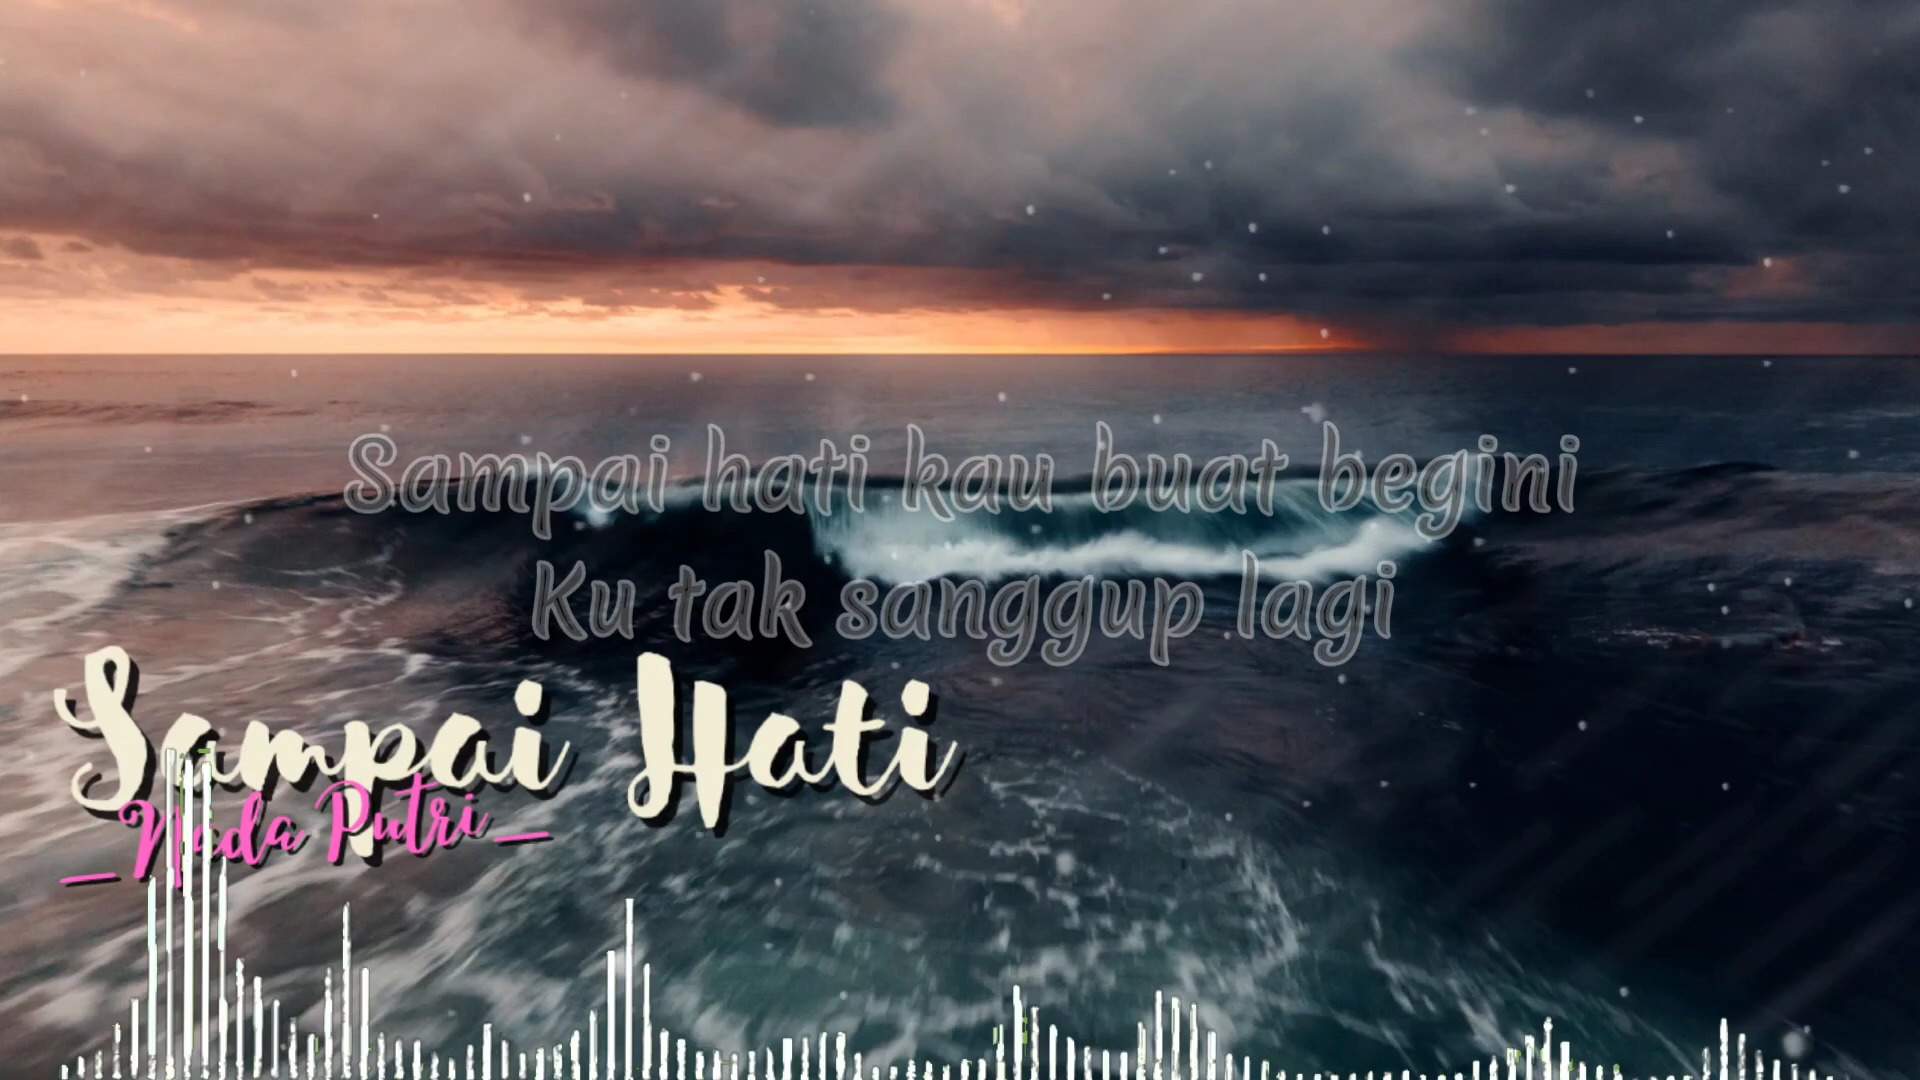 Sampai hati kau buat begini
Ku tak sanggup lagi
Sampai Hati
_Nada Putri_